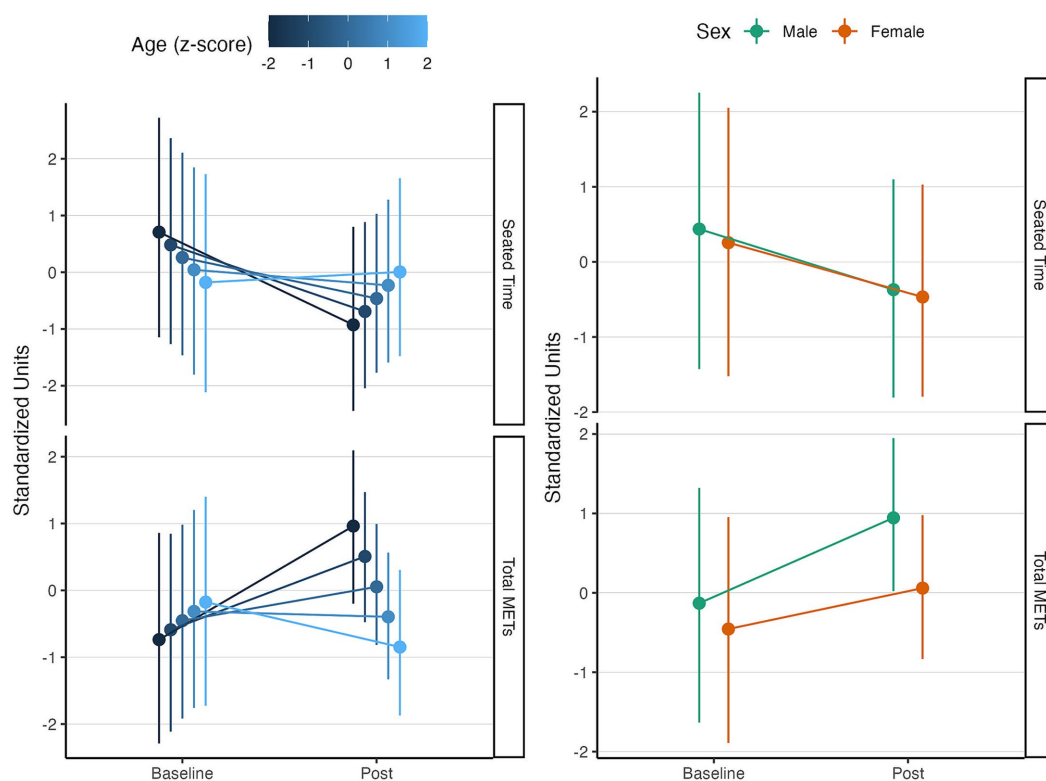 Age (z-score)
-2 -1 0 1 2
Sex Male Female
Standardized Units
2
1
0
-1
-2
Seated Time
2
1
0
-1
-2
Total METs
Baseline Post
Standardized Units
2
1
0
-1
-2
Seated Time
2
1
0
-1
-2
Total METs
Baseline Post